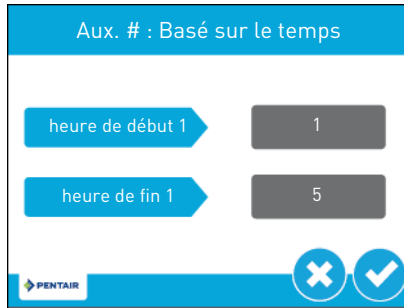 Aux. # : Basé sur le temps
heure de début 1
1
heure de fin 1
5
PENTAIR